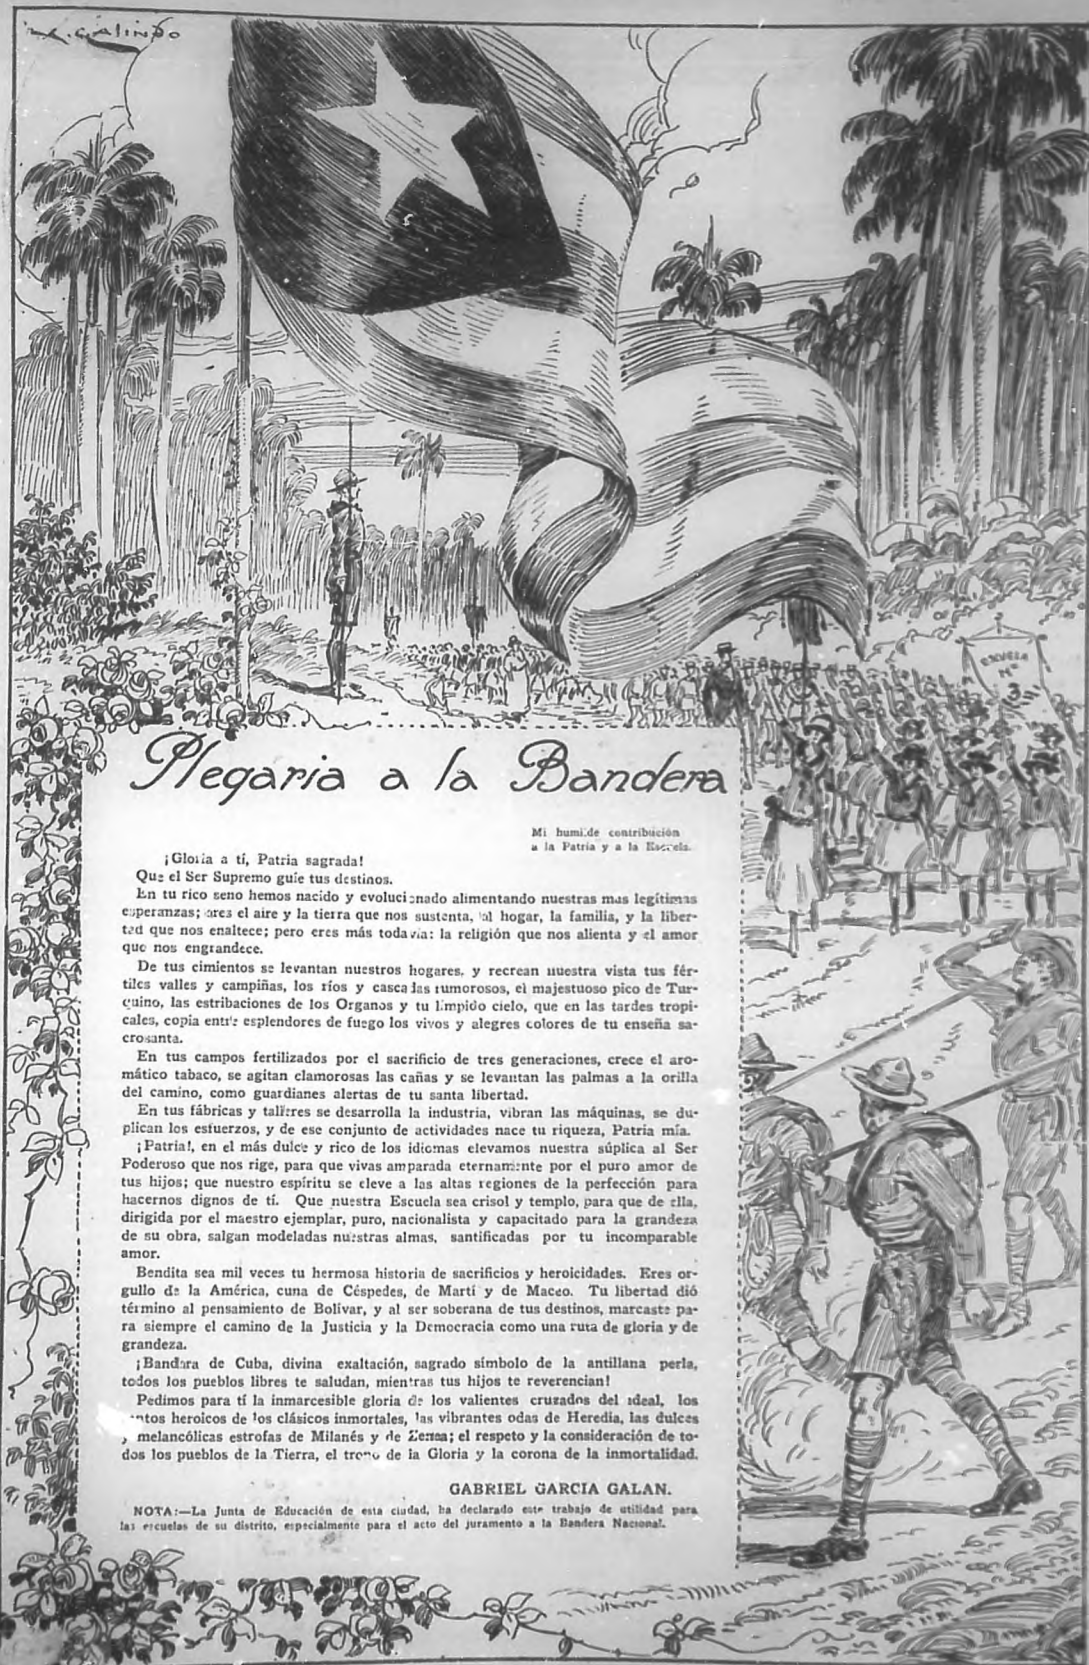 GALINDO
ESCUELA
Nº
3
Plegaria a la Bandera
Mi humilde contribución
a la Patria y a la Escuela.
¡Gloria a tí, Patria sagrada!
Que el Ser Supremo guíe tus destinos.
En tu rico seno hemos nacido y evolucionado alimentando nuestras mas legítimas
esperanzas; eres el aire y la tierra que nos sustenta, el hogar, la familia, y la liber-
tad que nos enaltece; pero eres más todavía: la religión que nos alienta y el amor
que nos engrandece.
De tus cimientos se levantan nuestros hogares, y recrean nuestra vista tus fér-
tiles valles y campiñas, los ríos y cascadas rumorosos, el majestuoso pico de Tur-
quino, las estribaciones de los Organos y tu límpido cielo, que en las tardes tropi-
cales, copia entre esplendores de fuego los vivos y alegres colores de tu enseña sa-
crosanta.
En tus campos fertilizados por el sacrificio de tres generaciones, crece el aro-
mático tabaco, se agitan clamorosas las cañas y se levantan las palmas a la orilla
del camino, como guardianes alertas de tu santa libertad.
En tus fábricas y talleres se desarrolla la industria, vibran las máquinas, se du-
plican los esfuerzos, y de ese conjunto de actividades nace tu riqueza, Patria mía.
¡Patria!, en el más dulce y rico de los idiomas elevamos nuestra súplica al Ser
Poderoso que nos rige, para que vivas amparada eternamente por el puro amor de
tus hijos; que nuestro espíritu se eleve a las altas regiones de la perfección para
hacernos dignos de tí. Que nuestra Escuela sea crisol y templo, para que de ella,
dirigida por el maestro ejemplar, puro, nacionalista y capacitado para la grandeza
de su obra, salgan modeladas nuestras almas, santificadas por tu incomparable
amor.
Bendita sea mil veces tu hermosa historia de sacrificios y heroicidades. Eres or-
gullo de la América, cuna de Céspedes, de Martí y de Maceo. Tu libertad dió
término al pensamiento de Bolívar, y al ser soberana de tus destinos, marcaste pa-
ra siempre el camino de la Justicia y la Democracia como una ruta de gloria y de
grandeza.
¡Bandera de Cuba, divina exaltación, sagrado símbolo de la antillana perla,
todos los pueblos libres te saludan, mientras tus hijos te reverencian!
Pedimos para tí la inmarcesible gloria de los valientes cruzados del ideal, los
heroicos de los clásicos inmortales, las vibrantes odas de Heredia, las dulces
y melancólicas estrofas de Milanés y de Zenea; el respeto y la consideración de to-
dos los pueblos de la Tierra, el trono de la Gloria y la corona de la inmortalidad.
GABRIEL GARCIA GALAN.
NOTA:—La Junta de Educación de esta ciudad, ha declarado este trabajo de utilidad para
las escuelas de su distrito, especialmente para el acto del juramento a la Bandera Nacional.